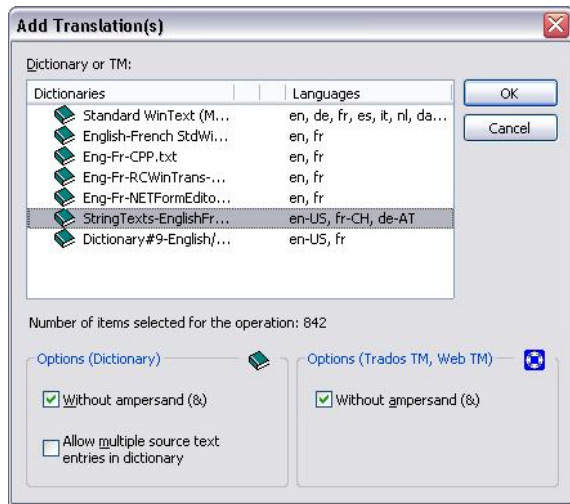 Add Translation(s)
Dictionary or TM:
Dictionaries Languages
Standard WinText (M... en, de, fr, es, it, nl, da...
English-French StdWi... en, fr
Eng-Fr-CPP.txt en, fr
Eng-Fr-RCWinTrans-... en, fr
Eng-Fr-NETFormEdito... en, fr
StringTexts-EnglishFr... en-US, fr-CH, de-AT
Dictionary#9-English/... en-US, fr
OK
Cancel
Number of items selected for the operation: 842
Options (Dictionary)
Without ampersand (&)
Allow multiple source text
entries in dictionary
Options (Trados TM, Web TM)
Without ampersand (&)